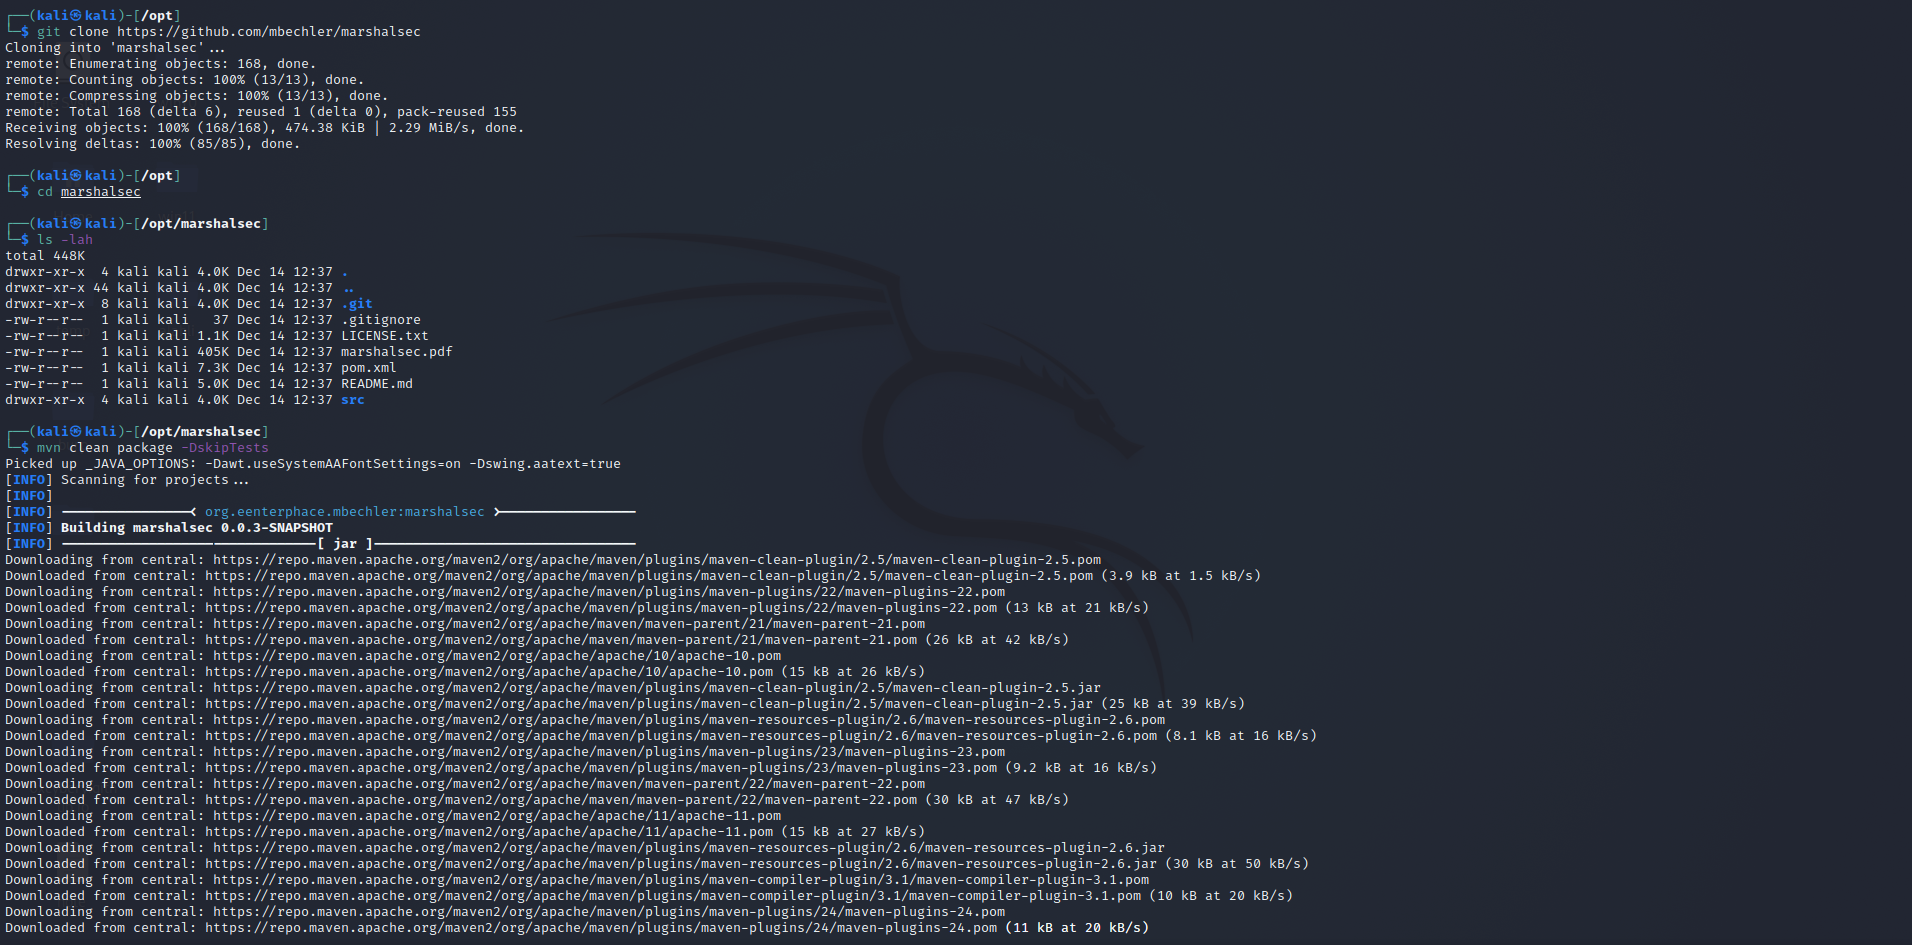 ┌──(kali㉿kali)-[/opt]
└─$ git clone https://github.com/mbechler/marshalsec
Cloning into 'marshalsec'...
remote: Enumerating objects: 168, done.
remote: Counting objects: 100% (13/13), done.
remote: Compressing objects: 100% (13/13), done.
remote: Total 168 (delta 6), reused 1 (delta 0), pack-reused 155
Receiving objects: 100% (168/168), 474.38 KiB | 2.29 MiB/s, done.
Resolving deltas: 100% (85/85), done.
┌──(kali㉿kali)-[/opt]
└─$ cd marshalsec
┌──(kali㉿kali)-[/opt/marshalsec]
└─$ ls -lah
total 448K
drwxr-xr-x  4 kali kali 4.0K Dec 14 12:37 .
drwxr-xr-x 44 kali kali 4.0K Dec 14 12:37 ..
drwxr-xr-x  8 kali kali 4.0K Dec 14 12:37 .git
-rw-r--r--  1 kali kali   37 Dec 14 12:37 .gitignore
-rw-r--r--  1 kali kali 1.1K Dec 14 12:37 LICENSE.txt
-rw-r--r--  1 kali kali 405K Dec 14 12:37 marshalsec.pdf
-rw-r--r--  1 kali kali 7.3K Dec 14 12:37 pom.xml
-rw-r--r--  1 kali kali 5.0K Dec 14 12:37 README.md
drwxr-xr-x  4 kali kali 4.0K Dec 14 12:37 src
┌──(kali㉿kali)-[/opt/marshalsec]
└─$ mvn clean package -DskipTests
Picked up _JAVA_OPTIONS: -Dawt.useSystemAAFontSettings=on -Dswing.aatext=true
[INFO] Scanning for projects...
[INFO]
[INFO] -----------------< org.eenterphace.mbechler:marshalsec >-----------------
[INFO] Building marshalsec 0.0.3-SNAPSHOT
[INFO] --------------------------------[ jar ]---------------------------------
Downloading from central: https://repo.maven.apache.org/maven2/org/apache/maven/plugins/maven-clean-plugin/2.5/maven-clean-plugin-2.5.pom
Downloaded from central: https://repo.maven.apache.org/maven2/org/apache/maven/plugins/maven-clean-plugin/2.5/maven-clean-plugin-2.5.pom (3.9 kB at 1.5 kB/s)
Downloading from central: https://repo.maven.apache.org/maven2/org/apache/maven/plugins/maven-plugins/22/maven-plugins-22.pom
Downloaded from central: https://repo.maven.apache.org/maven2/org/apache/maven/plugins/maven-plugins/22/maven-plugins-22.pom (13 kB at 21 kB/s)
Downloading from central: https://repo.maven.apache.org/maven2/org/apache/maven/maven-parent/21/maven-parent-21.pom
Downloaded from central: https://repo.maven.apache.org/maven2/org/apache/maven/maven-parent/21/maven-parent-21.pom (26 kB at 42 kB/s)
Downloading from central: https://repo.maven.apache.org/maven2/org/apache/apache/10/apache-10.pom
Downloaded from central: https://repo.maven.apache.org/maven2/org/apache/apache/10/apache-10.pom (15 kB at 26 kB/s)
Downloading from central: https://repo.maven.apache.org/maven2/org/apache/maven/plugins/maven-clean-plugin/2.5/maven-clean-plugin-2.5.jar
Downloaded from central: https://repo.maven.apache.org/maven2/org/apache/maven/plugins/maven-clean-plugin/2.5/maven-clean-plugin-2.5.jar (25 kB at 39 kB/s)
Downloading from central: https://repo.maven.apache.org/maven2/org/apache/maven/plugins/maven-resources-plugin/2.6/maven-resources-plugin-2.6.pom
Downloaded from central: https://repo.maven.apache.org/maven2/org/apache/maven/plugins/maven-resources-plugin/2.6/maven-resources-plugin-2.6.pom (8.1 kB at 16 kB/s)
Downloading from central: https://repo.maven.apache.org/maven2/org/apache/maven/plugins/maven-plugins/23/maven-plugins-23.pom
Downloaded from central: https://repo.maven.apache.org/maven2/org/apache/maven/plugins/maven-plugins/23/maven-plugins-23.pom (9.2 kB at 16 kB/s)
Downloading from central: https://repo.maven.apache.org/maven2/org/apache/maven/maven-parent/22/maven-parent-22.pom
Downloaded from central: https://repo.maven.apache.org/maven2/org/apache/maven/maven-parent/22/maven-parent-22.pom (30 kB at 47 kB/s)
Downloading from central: https://repo.maven.apache.org/maven2/org/apache/apache/11/apache-11.pom
Downloaded from central: https://repo.maven.apache.org/maven2/org/apache/apache/11/apache-11.pom (15 kB at 27 kB/s)
Downloading from central: https://repo.maven.apache.org/maven2/org/apache/maven/plugins/maven-resources-plugin/2.6/maven-resources-plugin-2.6.jar
Downloaded from central: https://repo.maven.apache.org/maven2/org/apache/maven/plugins/maven-resources-plugin/2.6/maven-resources-plugin-2.6.jar (30 kB at 50 kB/s)
Downloading from central: https://repo.maven.apache.org/maven2/org/apache/maven/plugins/maven-compiler-plugin/3.1/maven-compiler-plugin-3.1.pom
Downloaded from central: https://repo.maven.apache.org/maven2/org/apache/maven/plugins/maven-compiler-plugin/3.1/maven-compiler-plugin-3.1.pom (10 kB at 20 kB/s)
Downloading from central: https://repo.maven.apache.org/maven2/org/apache/maven/plugins/maven-plugins/24/maven-plugins-24.pom
Downloaded from central: https://repo.maven.apache.org/maven2/org/apache/maven/plugins/maven-plugins/24/maven-plugins-24.pom (11 kB at 20 kB/s)